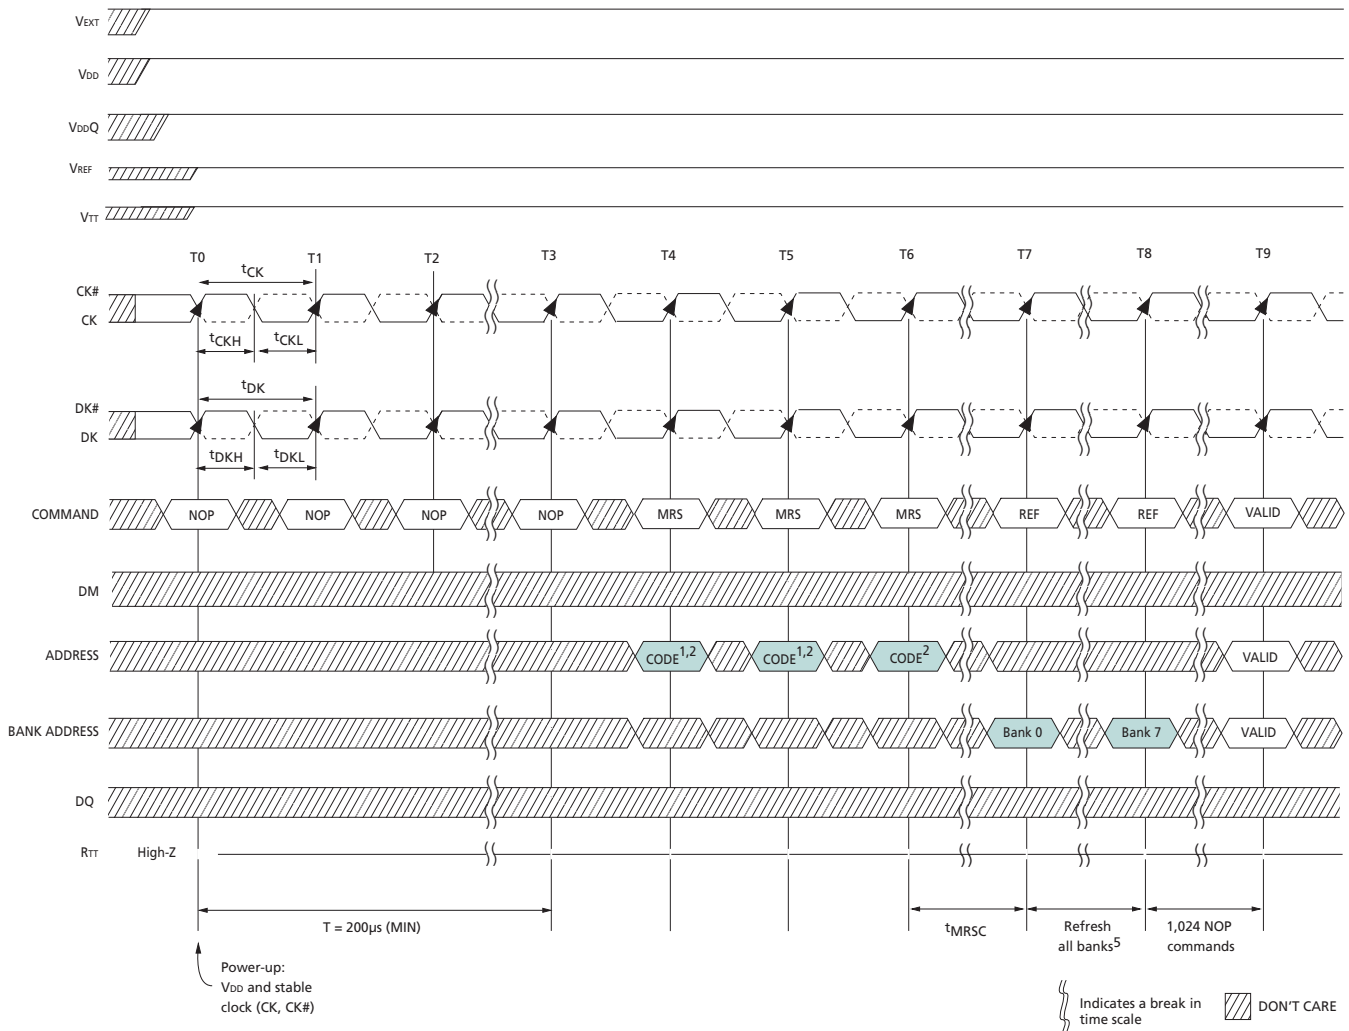 VEXT
VDD
VDDQ
VREF
VTT
T0 T1 T2 T3 T4 T5 T6 T7 T8 T9
tCK
CK#
CK
tCKH tCKL
tDK
DK#
DK
tDKH tDKL
COMMAND NOP NOP NOP NOP MRS MRS MRS REF REF VALID
DM
ADDRESS CODE1,2 CODE1,2 CODE2 VALID
BANK ADDRESS Bank 0 Bank 7 VALID
DQ
RTT High-Z
T = 200μs (MIN)
tMRSC
Refresh
all banks5
1,024 NOP
commands
Power-up:
VDD and stable
clock (CK, CK#)
Indicates a break in
time scale
DON'T CARE